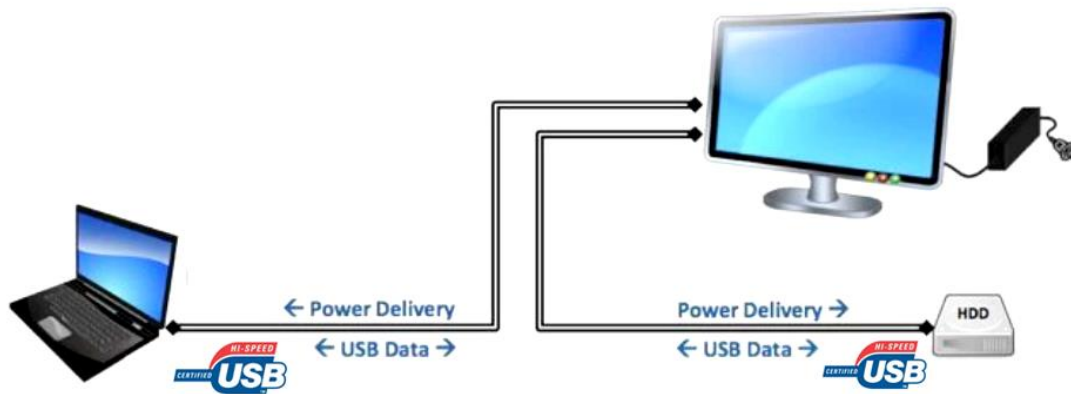 ← Power Delivery
← USB Data →
HI-SPEED
CERTIFIED USB
Power Delivery →
← USB Data →
HI-SPEED
CERTIFIED USB
HDD